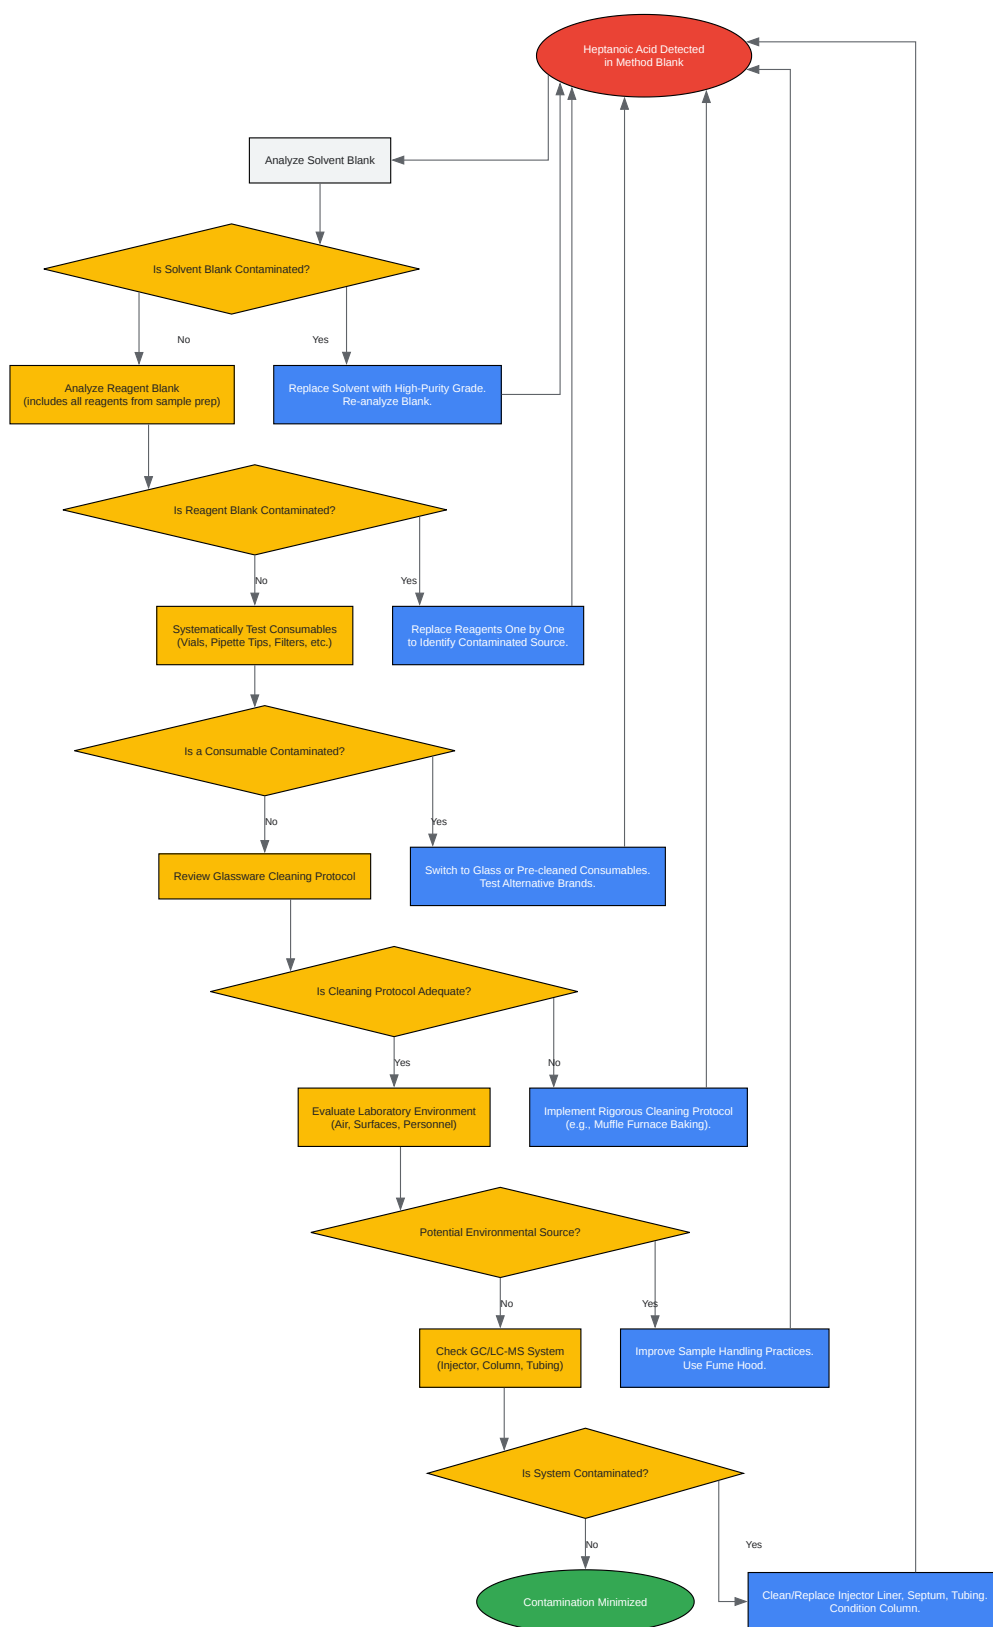 Heptanoic Acid Detected
in Method Blank
Analyze Solvent Blank
Is Solvent Blank Contaminated?
No
Yes
Analyze Reagent Blank
(includes all reagents from sample prep)
Replace Solvent with High-Purity Grade.
Re-analyze Blank.
Is Reagent Blank Contaminated?
No
Yes
Systematically Test Consumables
(Vials, Pipette Tips, Filters, etc.)
Replace Reagents One by One
to Identify Contaminated Source.
Is a Consumable Contaminated?
No
Yes
Review Glassware Cleaning Protocol
Switch to Glass or Pre-cleaned Consumables.
Test Alternative Brands.
Is Cleaning Protocol Adequate?
Yes
No
Evaluate Laboratory Environment
(Air, Surfaces, Personnel)
Implement Rigorous Cleaning Protocol
(e.g., Muffle Furnace Baking).
Potential Environmental Source?
No
Yes
Check GC/LC-MS System
(Injector, Column, Tubing)
Improve Sample Handling Practices.
Use Fume Hood.
Is System Contaminated?
No
Yes
Contamination Minimized
Clean/Replace Injector Liner, Septum, Tubing.
Condition Column.